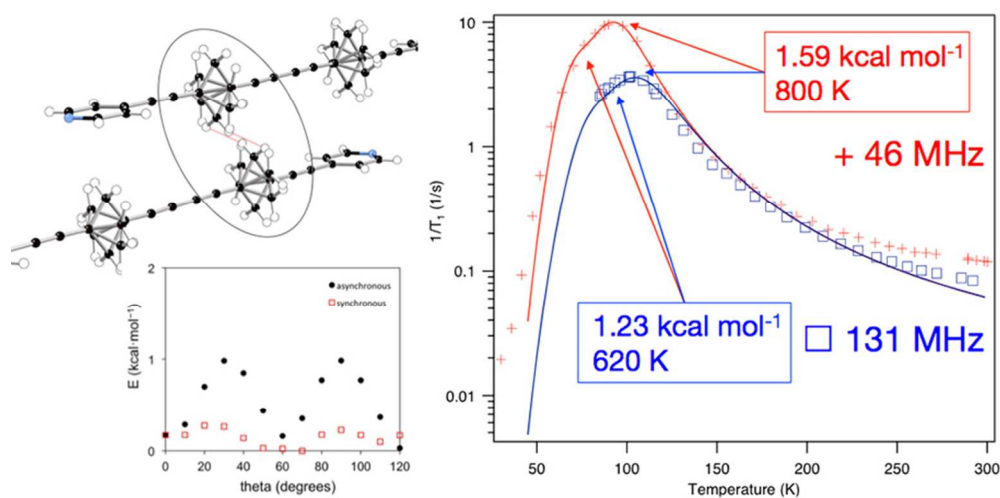 2
1
0
E (kcal·mol⁻¹)
asynchronous
synchronous
0 20 40 60 80 100 120
theta (degrees)
10
1
0.1
0.01
1/T₁ (1/s)
1.59 kcal mol⁻¹
800 K
+ 46 MHz
1.23 kcal mol⁻¹
620 K
131 MHz
50 100 150 200 250 300
Temperature (K)